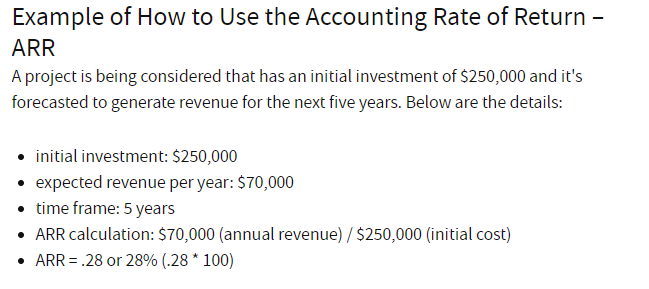 Example of How to Use the Accounting Rate of Return –
ARR
A project is being considered that has an initial investment of $250,000 and it's
forecasted to generate revenue for the next five years. Below are the details:
• initial investment: $250,000
• expected revenue per year: $70,000
• time frame: 5 years
• ARR calculation: $70,000 (annual revenue) / $250,000 (initial cost)
• ARR = .28 or 28% (.28 * 100)